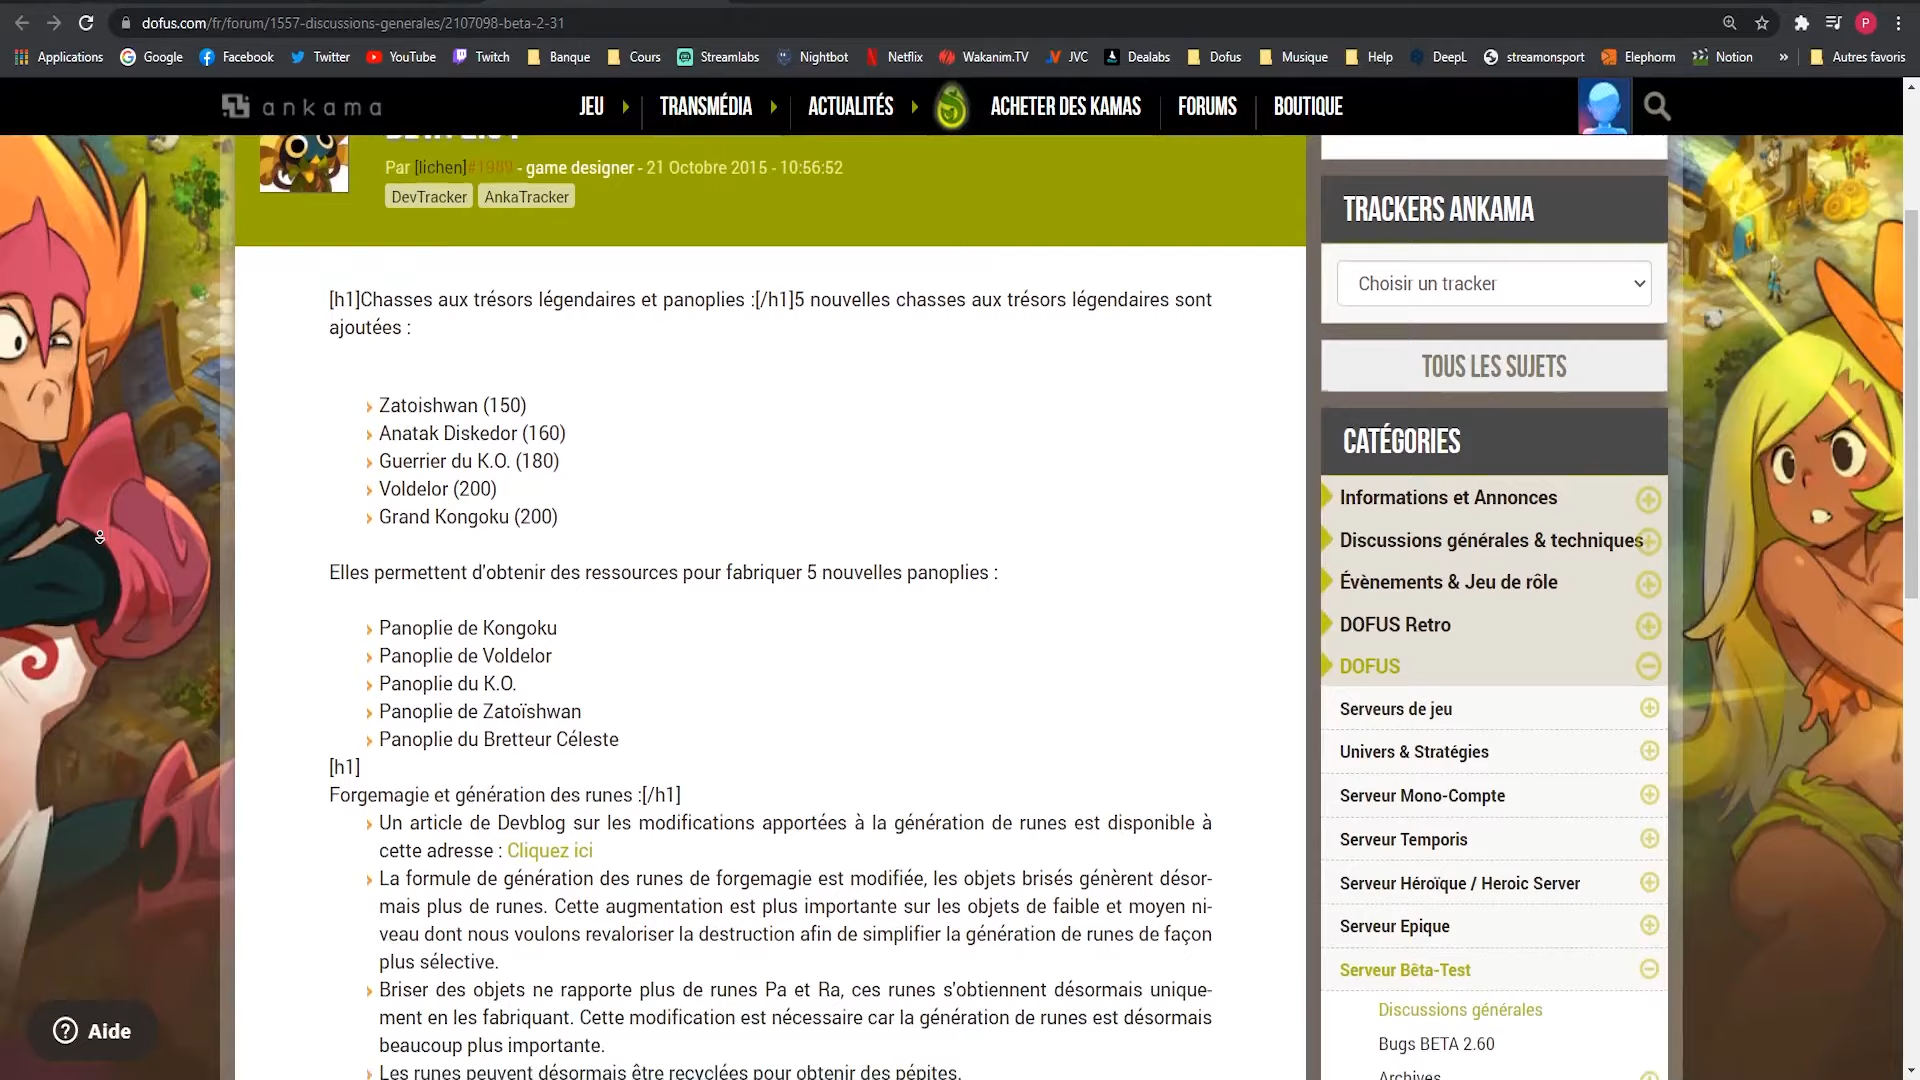 dofus.com/fr/forum/1557-discussions-generales/2107098-beta-2-31
Applications Google Facebook Twitter YouTube Twitch Banque Cours Streamlabs Nightbot Netflix Wakanim.TV JVC Dealabs Dofus Musique Help DeepL streamonsport Elephorm Notion » Autres favoris
ankama JEU TRANSMÉDIA ACTUALITÉS ACHETER DES KAMAS FORUMS BOUTIQUE
Par [lichen]#1989 - game designer - 21 Octobre 2015 - 10:56:52
DevTracker AnkaTracker
[h1]Chasses aux trésors légendaires et panoplies :[/h1]5 nouvelles chasses aux trésors légendaires sont
ajoutées :
Zatoishwan (150)
Anatak Diskedor (160)
Guerrier du K.O. (180)
Voldelor (200)
Grand Kongoku (200)
Elles permettent d'obtenir des ressources pour fabriquer 5 nouvelles panoplies :
Panoplie de Kongoku
Panoplie de Voldelor
Panoplie du K.O.
Panoplie de Zatoïshwan
Panoplie du Bretteur Céleste
[h1]
Forgemagie et génération des runes :[/h1]
Un article de Devblog sur les modifications apportées à la génération de runes est disponible à
cette adresse : Cliquez ici
La formule de génération des runes de forgemagie est modifiée, les objets brisés génèrent désor-
mais plus de runes. Cette augmentation est plus importante sur les objets de faible et moyen ni-
veau dont nous voulons revaloriser la destruction afin de simplifier la génération de runes de façon
plus sélective.
Briser des objets ne rapporte plus de runes Pa et Ra, ces runes s'obtiennent désormais unique-
ment en les fabriquant. Cette modification est nécessaire car la génération de runes est désormais
beaucoup plus importante.
Les runes peuvent désormais être recyclées pour obtenir des pépites.
TRACKERS ANKAMA
Choisir un tracker
TOUS LES SUJETS
CATÉGORIES
Informations et Annonces
Discussions générales & techniques
Évènements & Jeu de rôle
DOFUS Retro
DOFUS
Serveurs de jeu
Univers & Stratégies
Serveur Mono-Compte
Serveur Temporis
Serveur Héroïque / Heroic Server
Serveur Epique
Serveur Bêta-Test
Discussions générales
Bugs BETA 2.60
Archives
? Aide
P